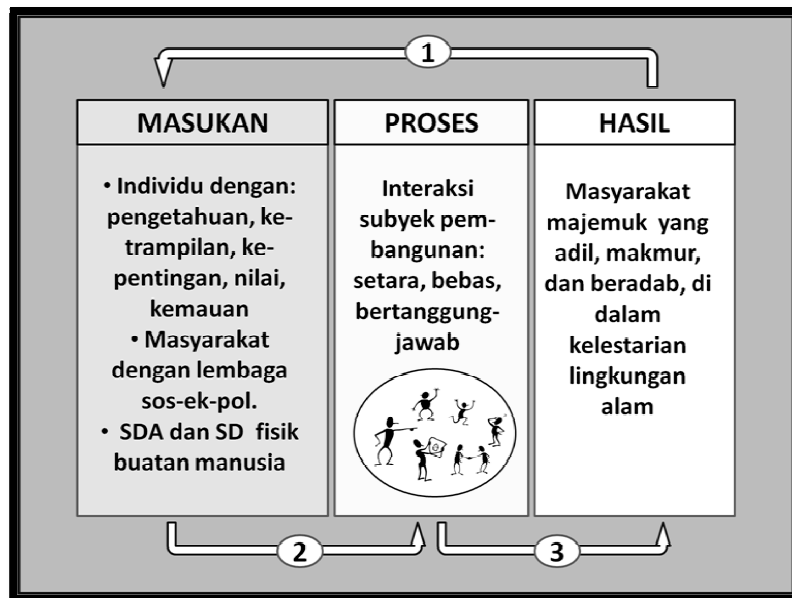 1
MASUKAN
• Individu dengan:
pengetahuan, ke-
trampilan, ke-
pentingan, nilai,
kemauan
• Masyarakat
dengan lembaga
sos-ek-pol.
• SDA dan SD fisik
buatan manusia
PROSES
Interaksi
subyek pem-
bangunan:
setara, bebas,
bertanggung-
jawab
HASIL
Masyarakat
majemuk yang
adil, makmur,
dan beradab, di
dalam
kelestarian
lingkungan
alam
2
3